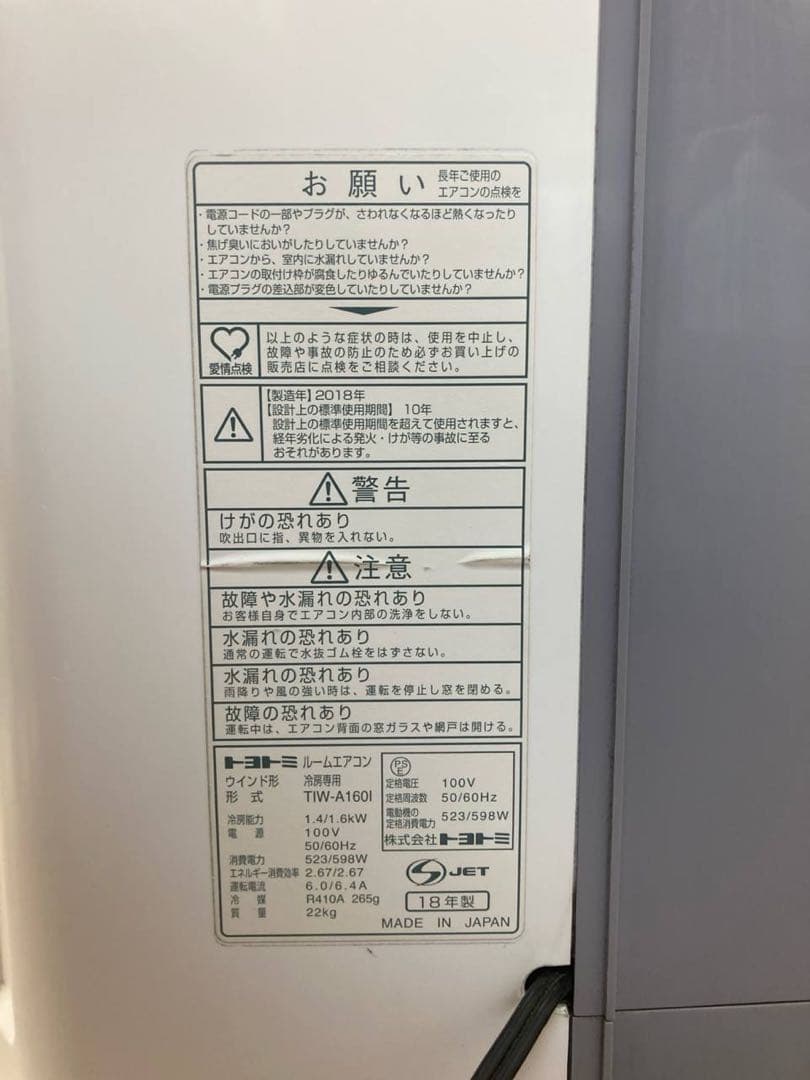 お願い 長年ご使用の
エアコンの点検を
・電源コードの一部やプラグが、さわれなくなるほど熱くなったり
していませんか？
・焦げ臭いにおいがしたりしていませんか？
・エアコンから、室内に水漏れしていませんか？
・エアコンの取付け枠が腐食したりゆるんでいたりしていませんか？
・電源プラグの差込部が変色していたりしていませんか？
愛情点検
以上のような症状の時は、使用を中止し、
故障や事故の防止のため必ずお買い上げの
販売店に点検をご相談ください。
【製造年】2018年
【設計上の標準使用期間】 10年
設計上の標準使用期間を超えて使用されますと、
経年劣化による発火・けが等の事故に至る
おそれがあります。
警告
けがの恐れあり
吹出口に指、異物を入れない。
注意
故障や水漏れの恐れあり
お客様自身でエアコン内部の洗浄をしない。
水漏れの恐れあり
通常の運転で水抜ゴム栓をはずさない。
水漏れの恐れあり
雨降りや風の強い時は、運転を停止し窓を閉める。
故障の恐れあり
運転中は、エアコン背面の窓ガラスや網戸は開ける。
トヨトミ ルームエアコン
ウインド形 冷房専用
形式 TIW-A160I
冷房能力 1.4/1.6kW
電源 100V
50/60Hz
消費電力 523/598W
エネルギー消費効率 2.67/2.67
運転電流 6.0/6.4A
冷媒 R410A 265g
質量 22kg
PSE
定格電圧 100V
定格周波数 50/60Hz
電動機の
定格消費電力 523/598W
株式会社トヨトミ
S JET
18年製
MADE IN JAPAN